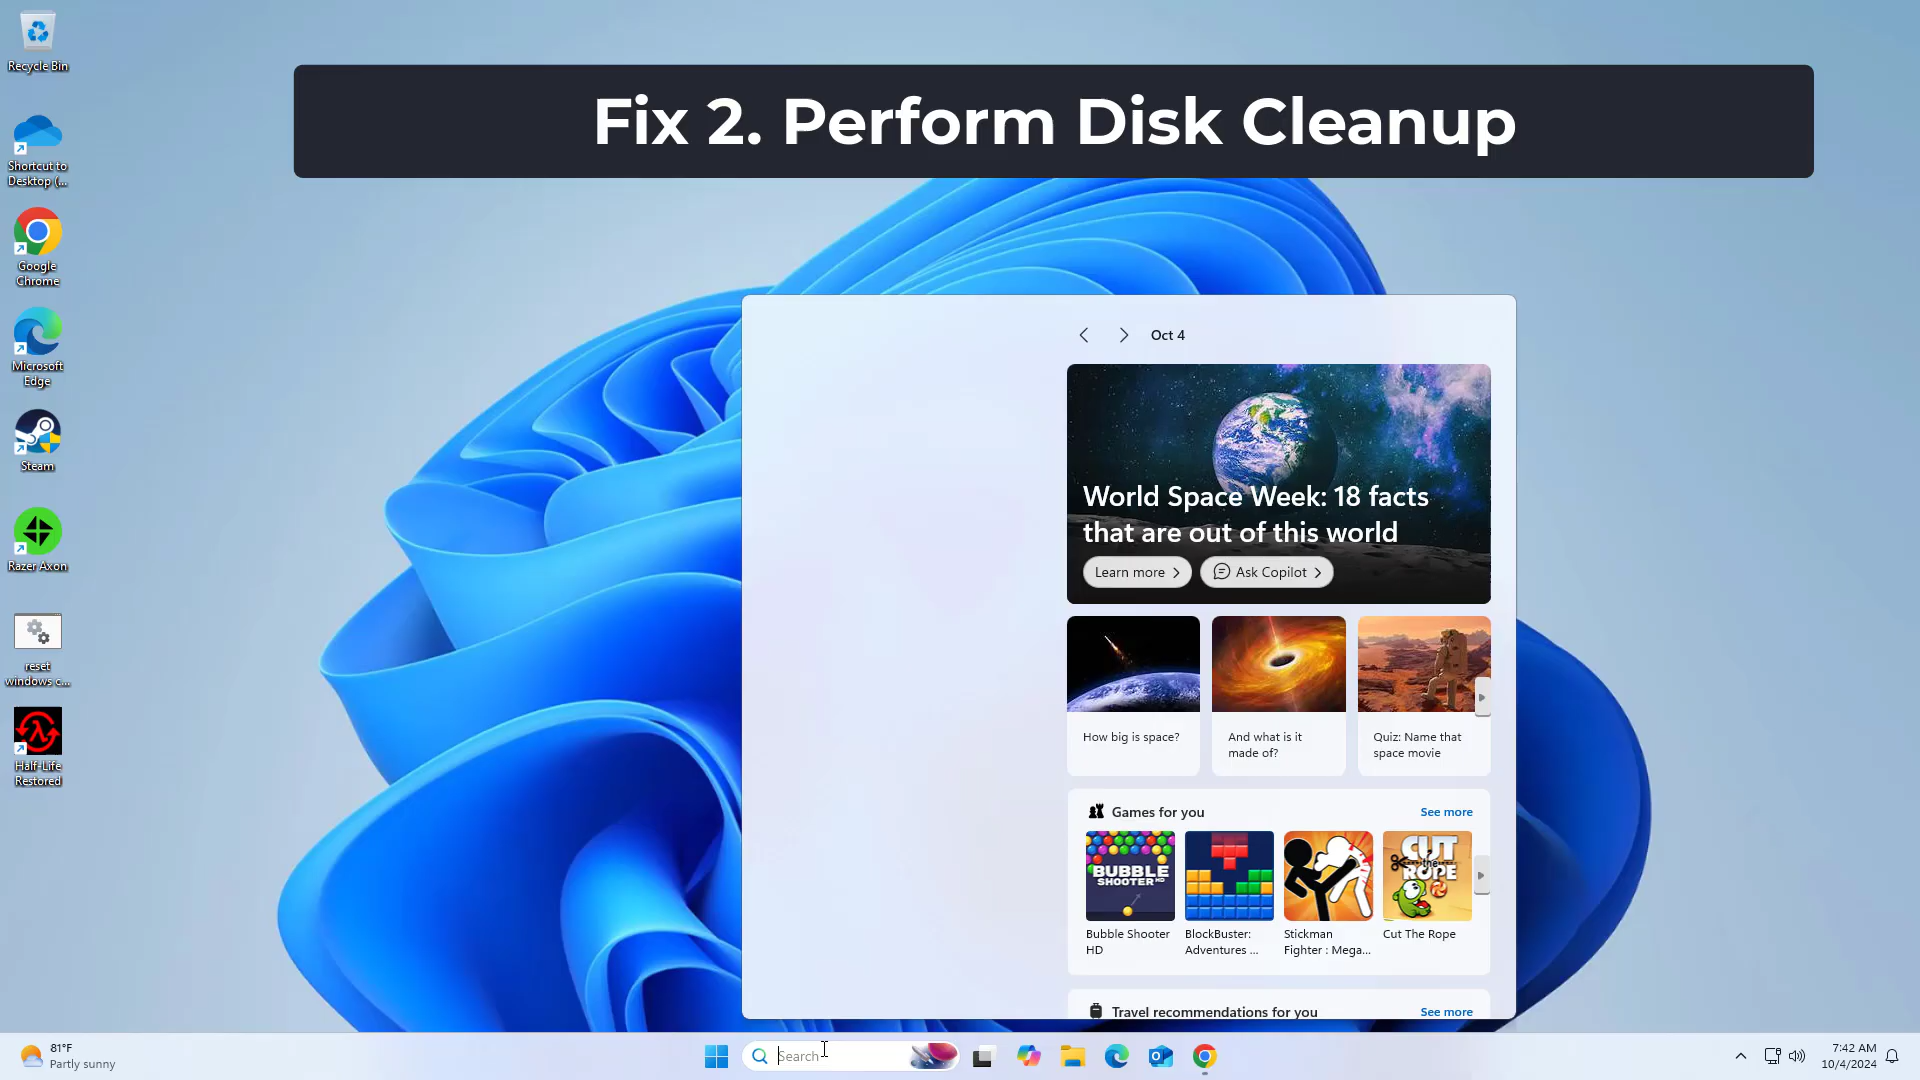 Recycle Bin
Shortcut to
Desktop (...
Google
Chrome
Microsoft
Edge
Steam
Razer Axon
reset
windows c...
Half-Life
Restored
Fix 2. Perform Disk Cleanup
Oct 4
World Space Week: 18 facts
that are out of this world
Learn more
Ask Copilot
How big is space?
And what is it
made of?
Quiz: Name that
space movie
Games for you
See more
BUBBLE
SHOOTER HD
CUT
the
ROPE
Bubble Shooter
HD
BlockBuster:
Adventures ...
Stickman
Fighter : Mega...
Cut The Rope
Travel recommendations for you
See more
81°F
Partly sunny
Search
7:42 AM
10/4/2024